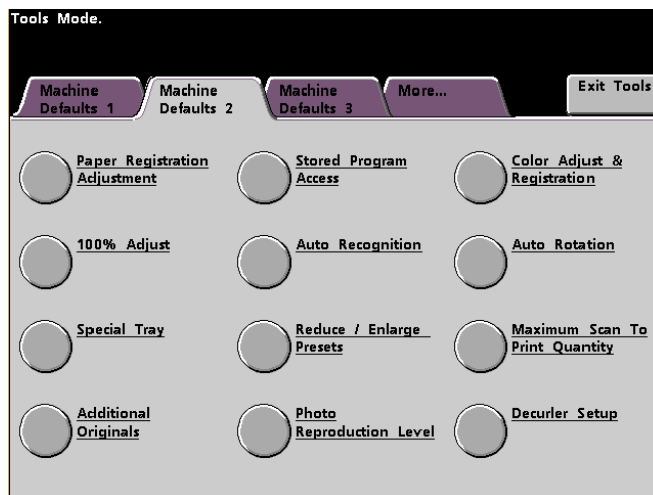 Tools Mode.
Machine
Defaults 1
Machine
Defaults 2
Machine
Defaults 3
More...
Exit Tools
Paper Registration
Adjustment
Stored Program
Access
Color Adjust &
Registration
100% Adjust
Auto Recognition
Auto Rotation
Special Tray
Reduce / Enlarge
Presets
Maximum Scan To
Print Quantity
Additional
Originals
Photo
Reproduction Level
Decurler Setup